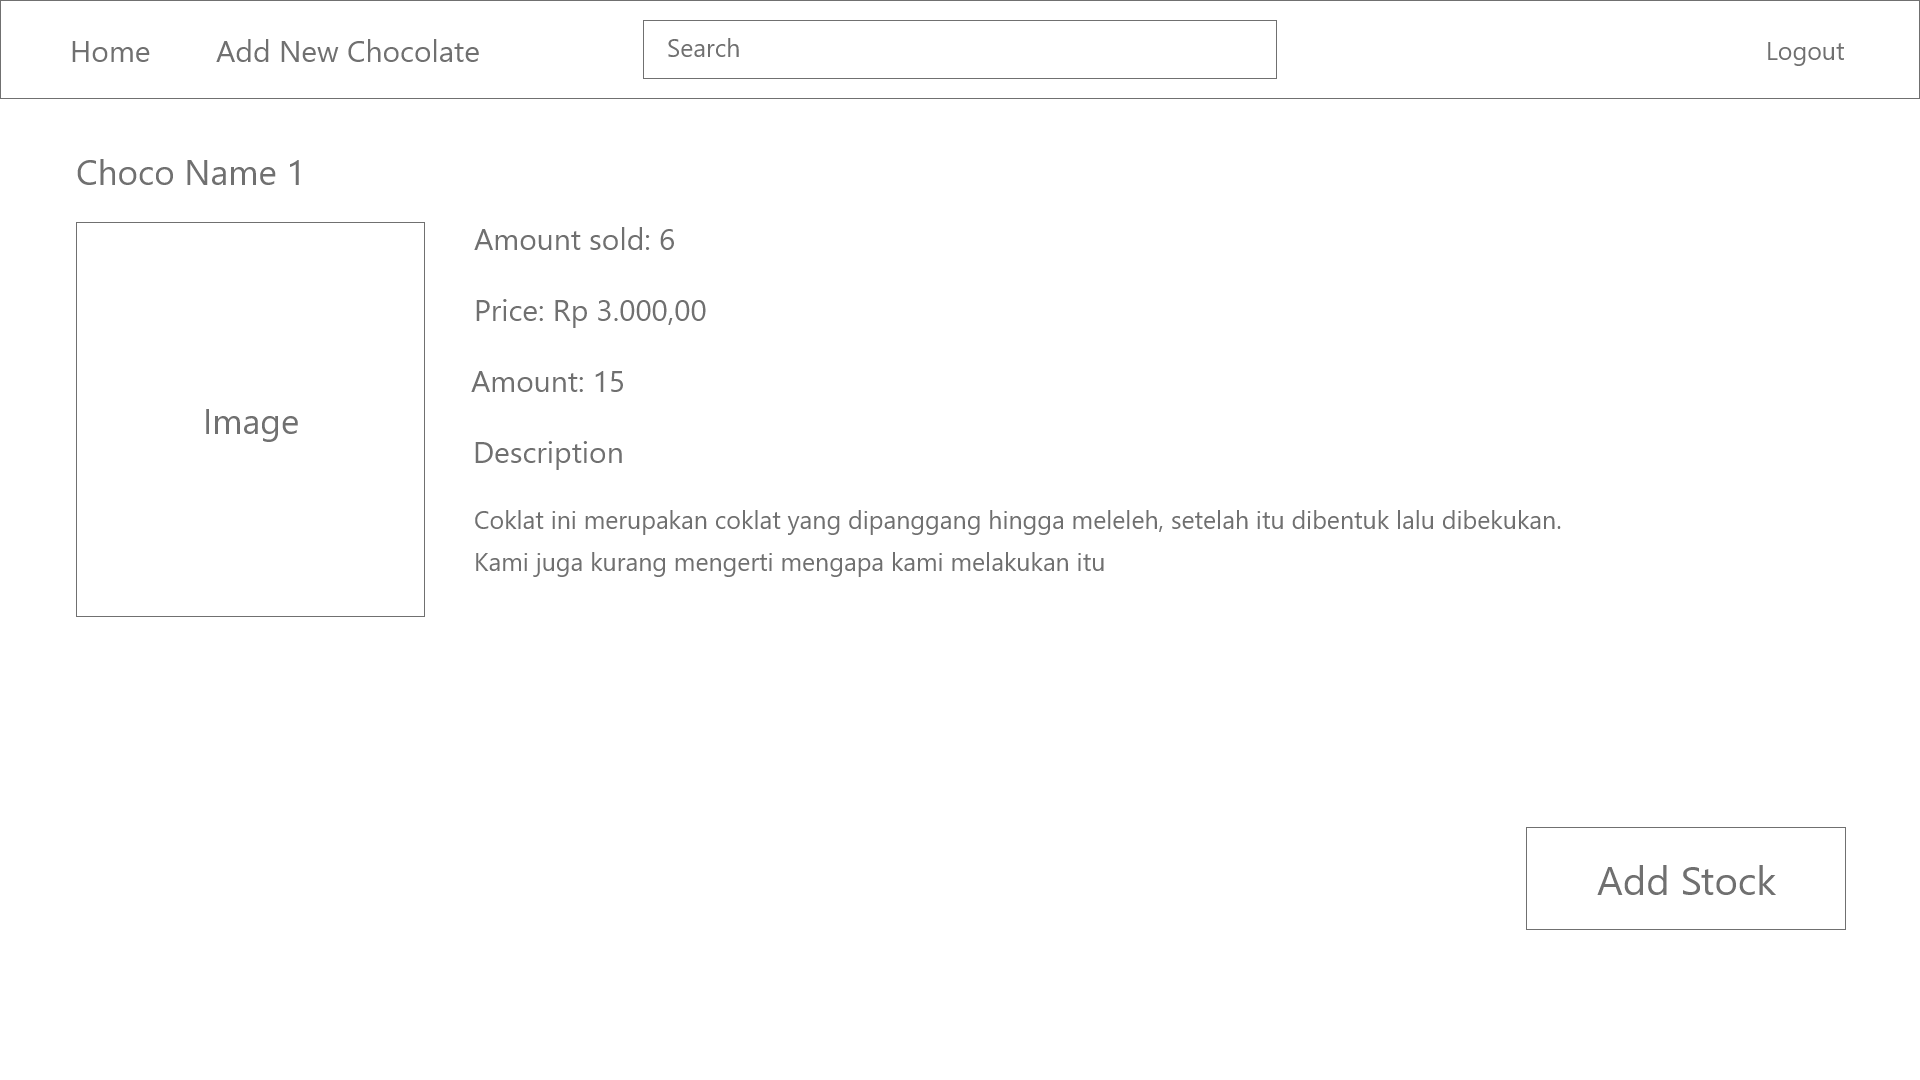 Home
Add New Chocolate
Search
Logout
Choco Name 1
Image
Amount sold: 6
Price: Rp 3.000,00
Amount: 15
Description
Coklat ini merupakan coklat yang dipanggang hingga meleleh, setelah itu dibentuk lalu dibekukan.
Kami juga kurang mengerti mengapa kami melakukan itu
Add Stock